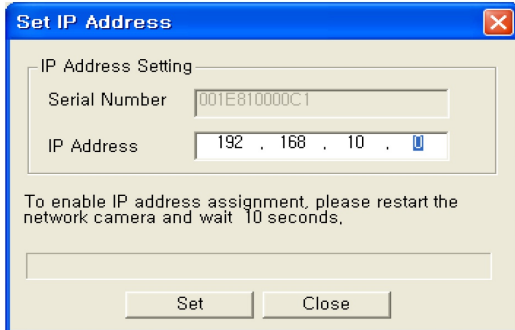 Set IP Address
IP Address Setting
Serial Number 001E810000C1
IP Address 192 . 168 . 10 . 0
To enable IP address assignment, please restart the
network camera and wait 10 seconds,
Set Close